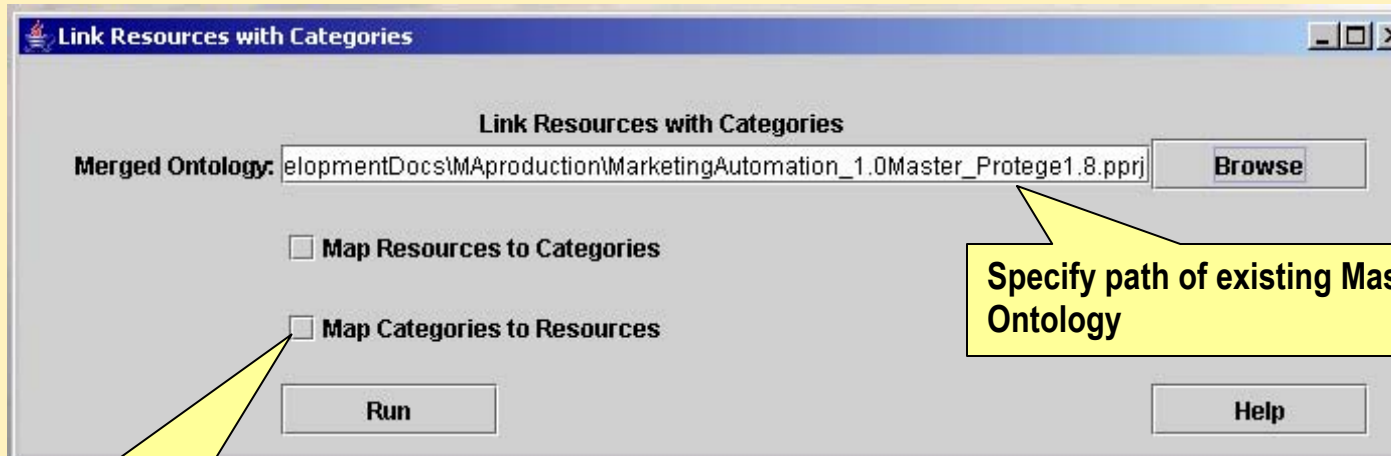 Link Resources with Categories
Link Resources with Categories
Merged Ontology: elopmentDocs\MAproduction\MarketingAutomation_1.0Master_Protege1.8.pprj Browse
Map Resources to Categories
Specify path of existing Mas
Ontology
Map Categories to Resources
Run Help